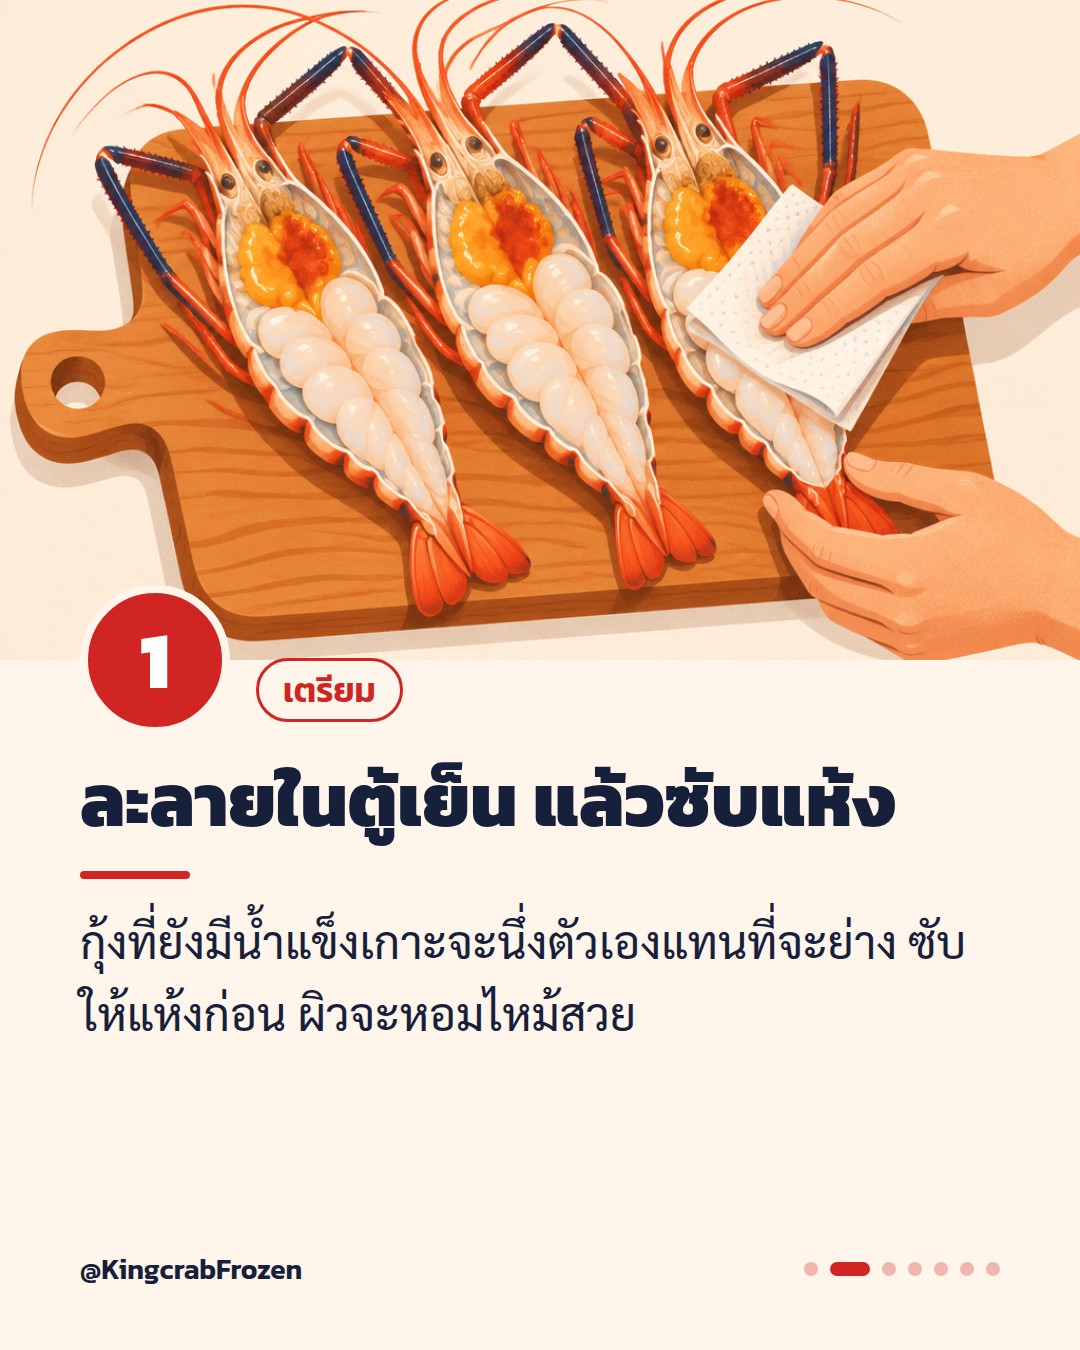 1
เตรียม
ละลายในตู้เย็น แล้วซับแห้ง
กุ้งที่ยังมีน้ำแข็งเกาะจะนึ่งตัวเองแทนที่จะย่าง ซับ
ให้แห้งก่อน ผิวจะหอมไหม้สวย
@KingcrabFrozen